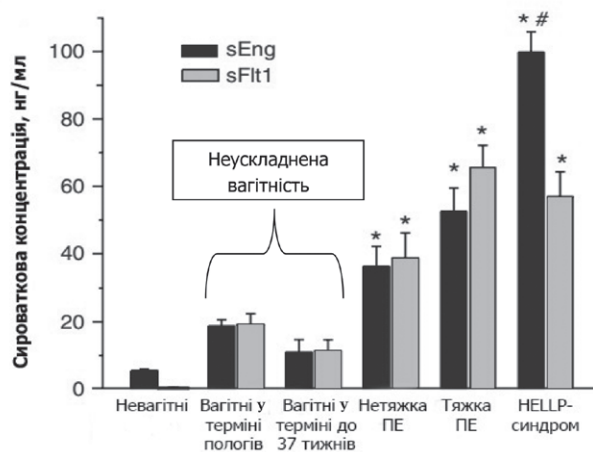 Сироваткова концентрація, нг/мл
100
80
60
40
20
0
sEng
sFlt1
Неускладнена
вагітність
* *
* *
* # *
Невагітні
Вагітні у
терміні
пологів
Вагітні у
терміні до
37 тижнів
Нетяжка
ПЕ
Тяжка
ПЕ
HELLP-
синдром